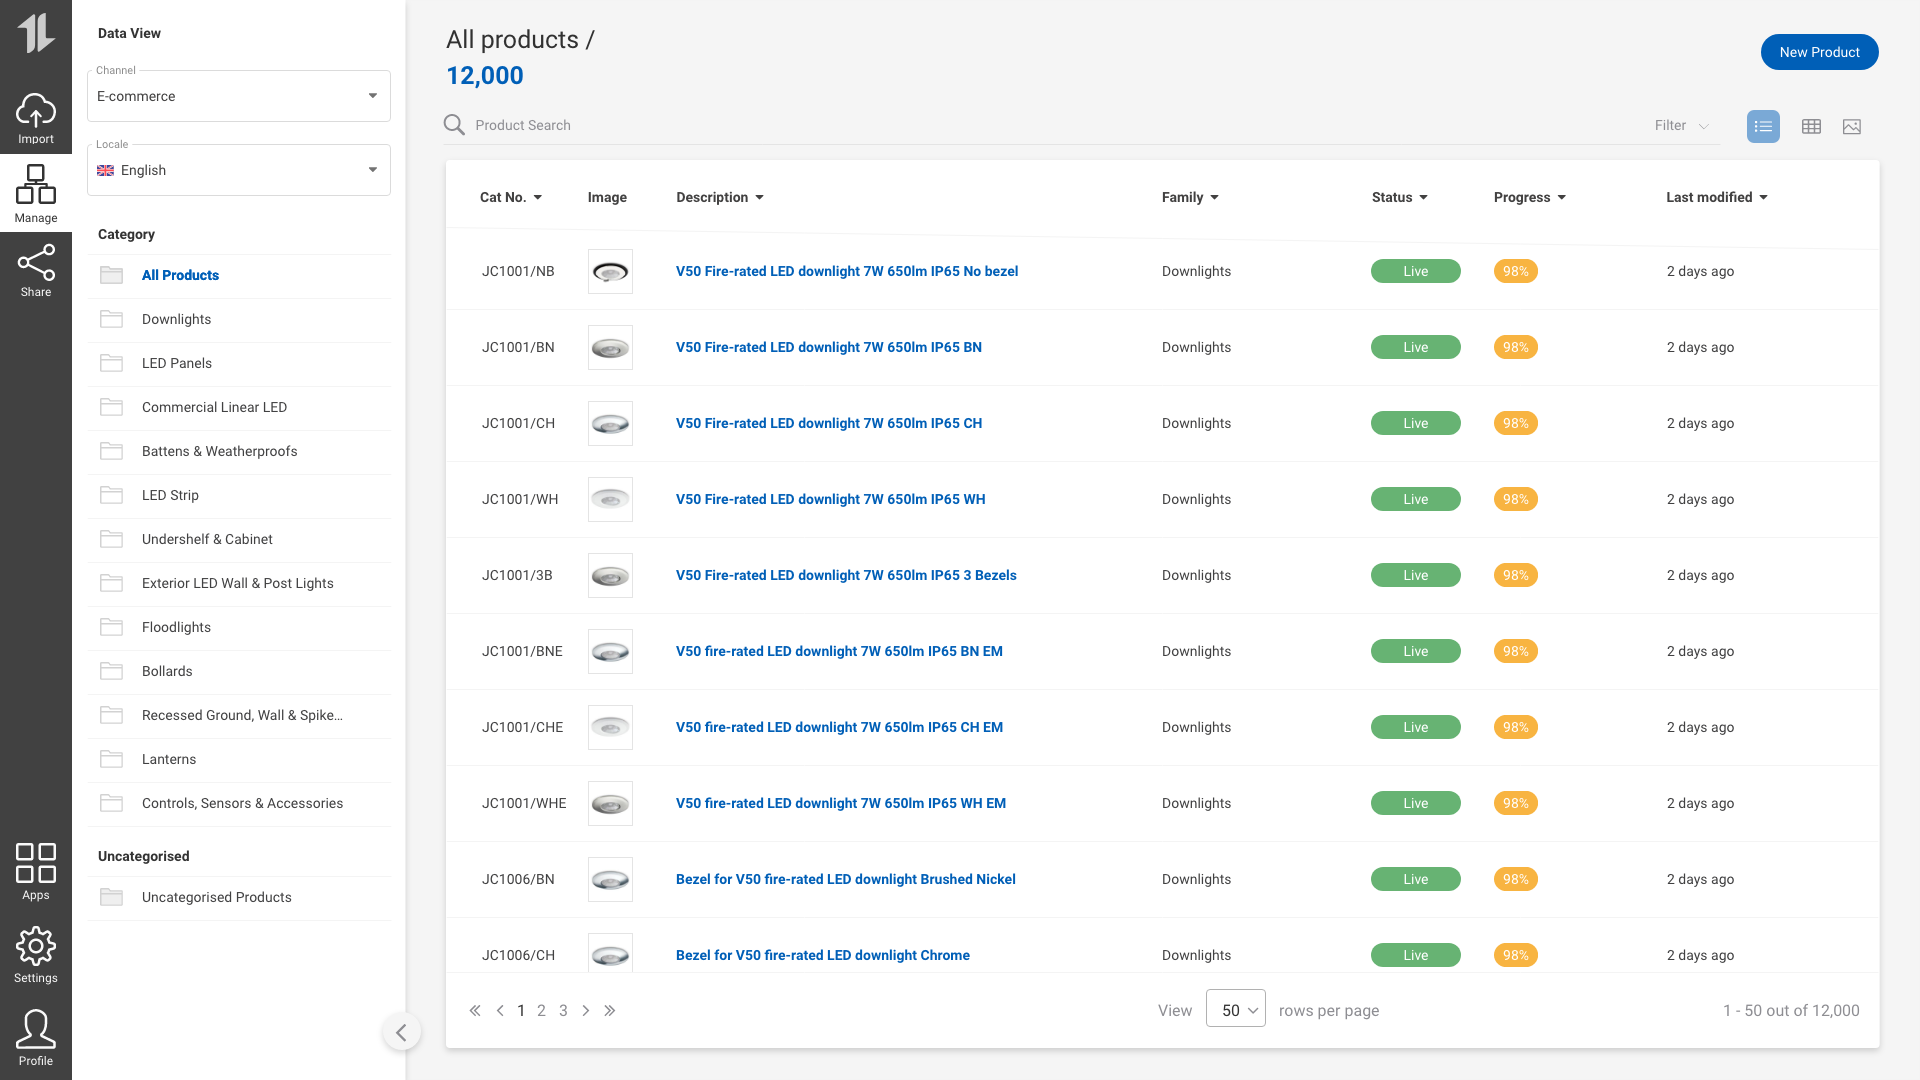 Import
Manage
Share
Apps
Settings
Profile
Data View
Channel
E-commerce
Locale
English
Category
All Products
Downlights
LED Panels
Commercial Linear LED
Battens & Weatherproofs
LED Strip
Undershelf & Cabinet
Exterior LED Wall & Post Lights
Floodlights
Bollards
Recessed Ground, Wall & Spike...
Lanterns
Controls, Sensors & Accessories
Uncategorised
Uncategorised Products
All products /
12,000
New Product
Product Search
Filter
Cat No. Image Description Family Status Progress Last modified
JC1001/NB V50 Fire-rated LED downlight 7W 650lm IP65 No bezel Downlights Live 98% 2 days ago
JC1001/BN V50 Fire-rated LED downlight 7W 650lm IP65 BN Downlights Live 98% 2 days ago
JC1001/CH V50 Fire-rated LED downlight 7W 650lm IP65 CH Downlights Live 98% 2 days ago
JC1001/WH V50 Fire-rated LED downlight 7W 650lm IP65 WH Downlights Live 98% 2 days ago
JC1001/3B V50 Fire-rated LED downlight 7W 650lm IP65 3 Bezels Downlights Live 98% 2 days ago
JC1001/BNE V50 fire-rated LED downlight 7W 650lm IP65 BN EM Downlights Live 98% 2 days ago
JC1001/CHE V50 fire-rated LED downlight 7W 650lm IP65 CH EM Downlights Live 98% 2 days ago
JC1001/WHE V50 fire-rated LED downlight 7W 650lm IP65 WH EM Downlights Live 98% 2 days ago
JC1006/BN Bezel for V50 fire-rated LED downlight Brushed Nickel Downlights Live 98% 2 days ago
JC1006/CH Bezel for V50 fire-rated LED downlight Chrome Downlights Live 98% 2 days ago
1 2 3 View 50 rows per page 1 - 50 out of 12,000